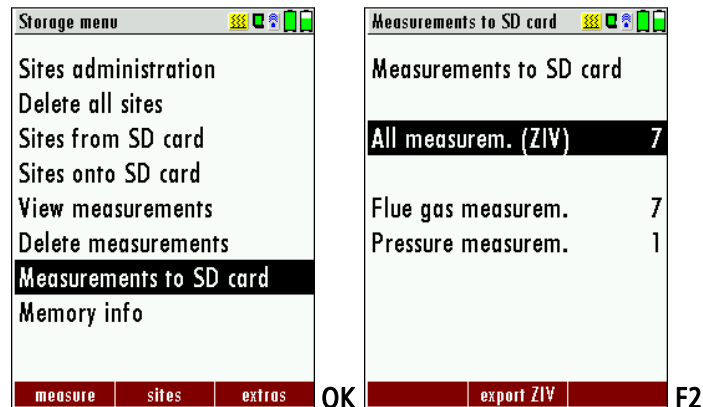 Storage menu
Sites administration
Delete all sites
Sites from SD card
Sites onto SD card
View measurements
Delete measurements
Measurements to SD card
Memory info
measure sites extras
OK
Measurements to SD card
Measurements to SD card
All measurem. (ZIV) 7
Flue gas measurem. 7
Pressure measurem. 1
export ZIV
F2